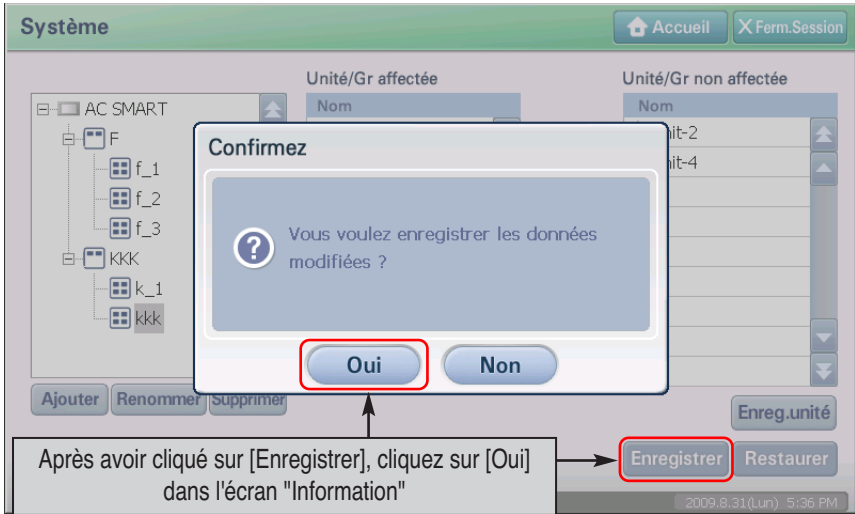 Système
Accueil
X Ferm.Session
Unité/Gr affectée
Unité/Gr non affectée
Nom
Nom
AC SMART
F
f_1
f_2
f_3
KKK
k_1
kkk
nit-2
nit-4
Confirmez
Vous voulez enregistrer les données
modifiées ?
Oui
Non
Ajouter
Renommer
Supprimer
Enreg.unité
Enregistrer
Restaurer
Après avoir cliqué sur [Enregistrer], cliquez sur [Oui]
dans l'écran "Information"
2009.8.31(Lun) 5:36 PM